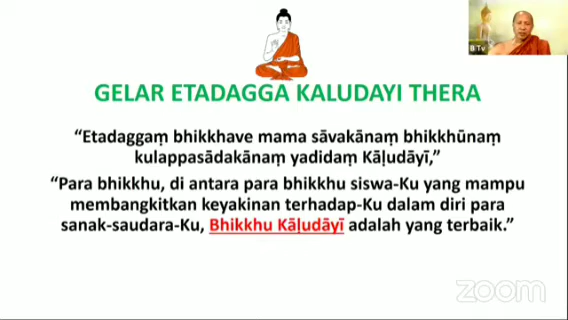 B Tv
GELAR ETADAGGA KALUDAYI THERA
“Etadaggaṃ bhikkhave mama sāvakānaṃ bhikkhūnaṃ
kulappasādakānaṃ yadidaṃ Kāḷudāyī,”
“Para bhikkhu, di antara para bhikkhu siswa-Ku yang mampu
membangkitkan keyakinan terhadap-Ku dalam diri para
sanak-saudara-Ku, Bhikkhu Kāḷudāyī adalah yang terbaik.”
zoom